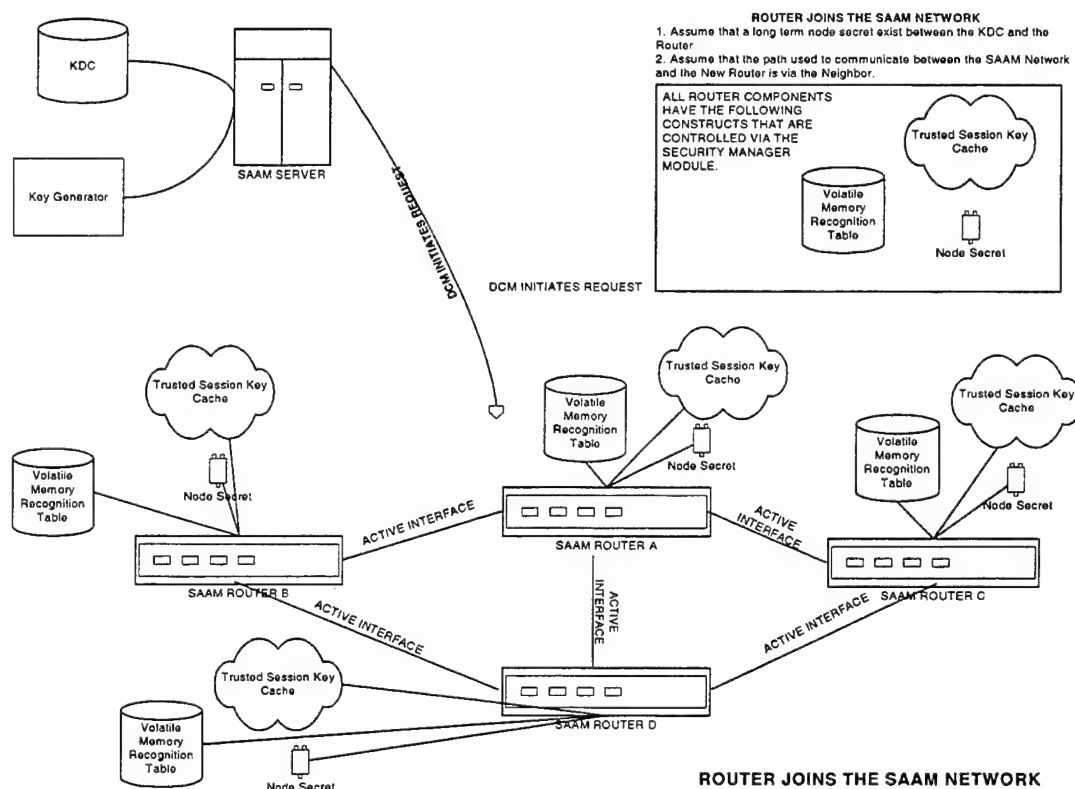 ROUTER JOINS THE SAAM NETWORK
1. Assume that a long term node secret exist between the KDC and the
Router
2. Assume that the path used to communicate between the SAAM Network
and the New Router is via the Neighbor.
ALL ROUTER COMPONENTS
HAVE THE FOLLOWING
CONSTRUCTS THAT ARE
CONTROLLED VIA THE
SECURITY MANAGER
MODULE.
Trusted Session Key
Cache
Volatile
Memory
Recognition
Table
Node Secret
KDC
Key Generator
SAAM SERVER
DCM INITIATES REQUEST
DCM INITIATES REQUEST
Trusted Session Key
Cache
Volatile
Memory
Recognition
Table
Node Secret
SAAM ROUTER B
Trusted Session Key
Cache
Volatile
Memory
Recognition
Table
Node Secret
SAAM ROUTER A
Trusted Session Key
Cache
Volatile
Memory
Recognition
Table
Node Secret
SAAM ROUTER C
ACTIVE INTERFACE
ACTIVE
INTERFACE
ACTIVE INTERFACE
ACTIVE
INTERFACE
ACTIVE INTERFACE
Trusted Session Key
Cache
Volatile
Memory
Recognition
Table
Node Secret
SAAM ROUTER D
ROUTER JOINS THE SAAM NETWORK